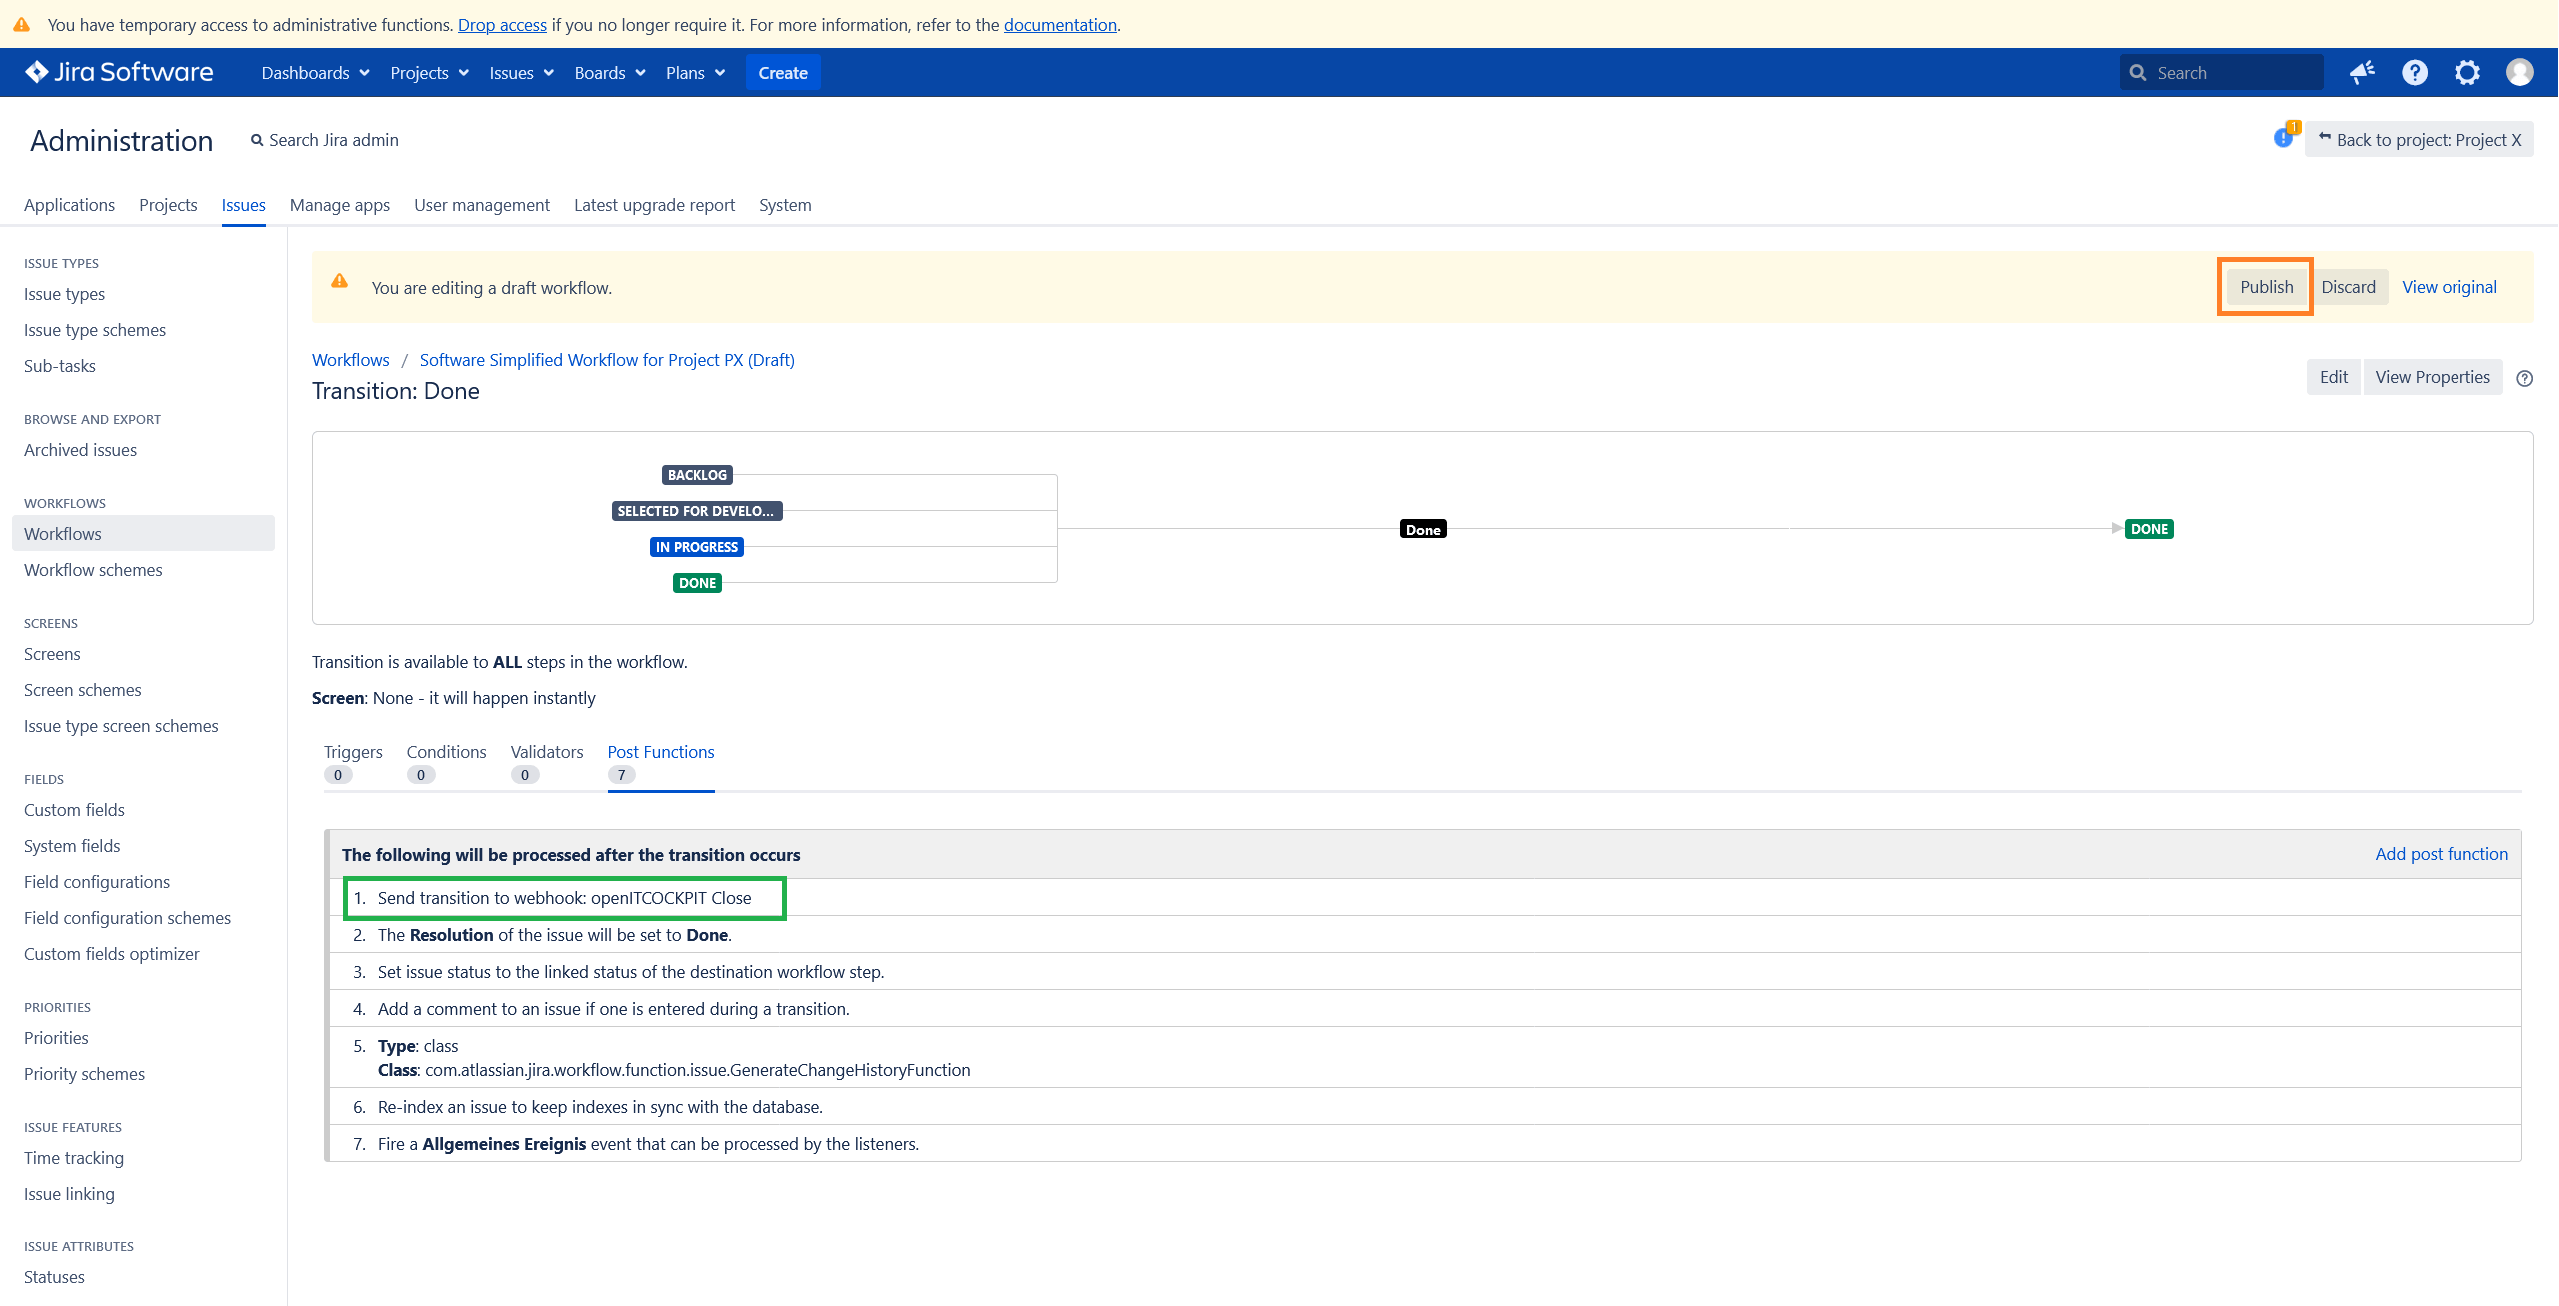 You have temporary access to administrative functions. Drop access if you no longer require it. For more information, refer to the documentation.
Jira Software
Dashboards
Projects
Issues
Boards
Plans
Create
Search
Administration
Search Jira admin
1
Back to project: Project X
Applications
Projects
Issues
Manage apps
User management
Latest upgrade report
System
ISSUE TYPES
Issue types
Issue type schemes
Sub-tasks
BROWSE AND EXPORT
Archived issues
WORKFLOWS
Workflows
Workflow schemes
SCREENS
Screens
Screen schemes
Issue type screen schemes
FIELDS
Custom fields
System fields
Field configurations
Field configuration schemes
Custom fields optimizer
PRIORITIES
Priorities
Priority schemes
ISSUE FEATURES
Time tracking
Issue linking
ISSUE ATTRIBUTES
Statuses
You are editing a draft workflow.
Publish
Discard
View original
Workflows / Software Simplified Workflow for Project PX (Draft)
Transition: Done
Edit
View Properties
BACKLOG
SELECTED FOR DEVELO...
IN PROGRESS
DONE
Done
DONE
Transition is available to ALL steps in the workflow.
Screen: None - it will happen instantly
Triggers
0
Conditions
0
Validators
0
Post Functions
7
The following will be processed after the transition occurs
Add post function
1. Send transition to webhook: openITCOCKPIT Close
2. The Resolution of the issue will be set to Done.
3. Set issue status to the linked status of the destination workflow step.
4. Add a comment to an issue if one is entered during a transition.
5. Type: class
Class: com.atlassian.jira.workflow.function.issue.GenerateChangeHistoryFunction
6. Re-index an issue to keep indexes in sync with the database.
7. Fire a Allgemeines Ereignis event that can be processed by the listeners.